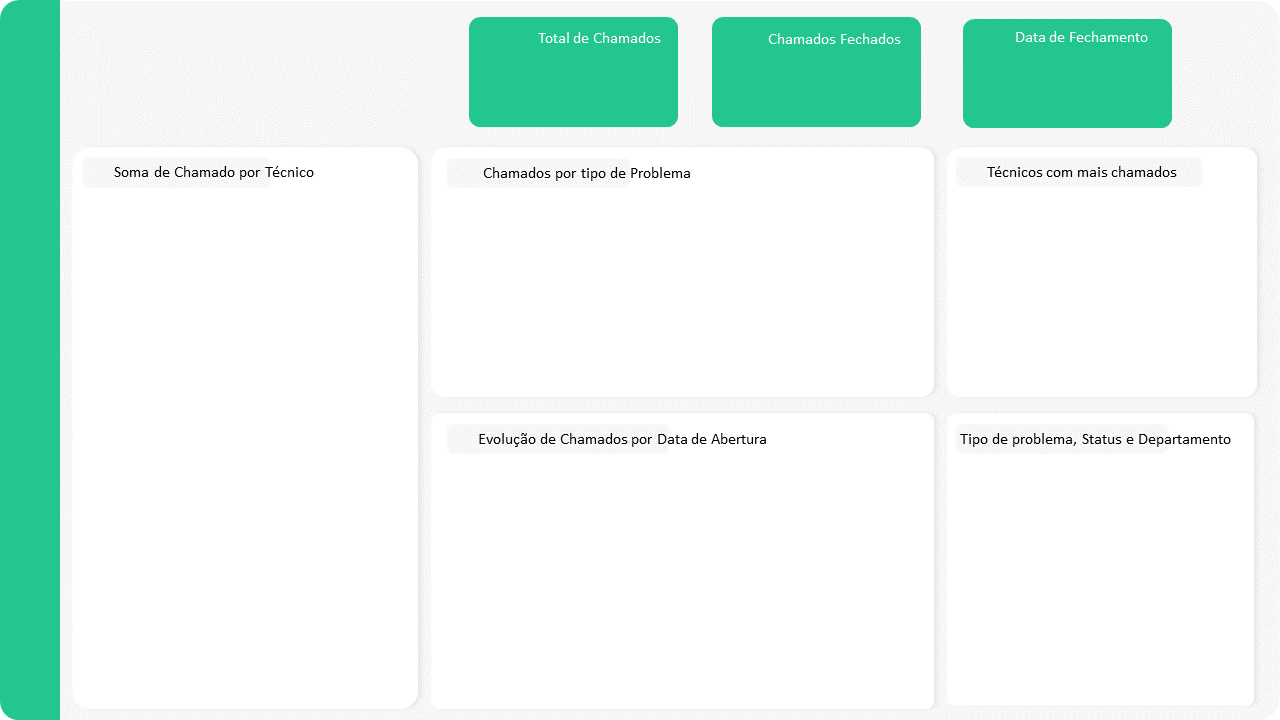 Total de Chamados
Chamados Fechados
Data de Fechamento
Soma de Chamado por Técnico
Chamados por tipo de Problema
Técnicos com mais chamados
Evolução de Chamados por Data de Abertura
Tipo de problema, Status e Departamento